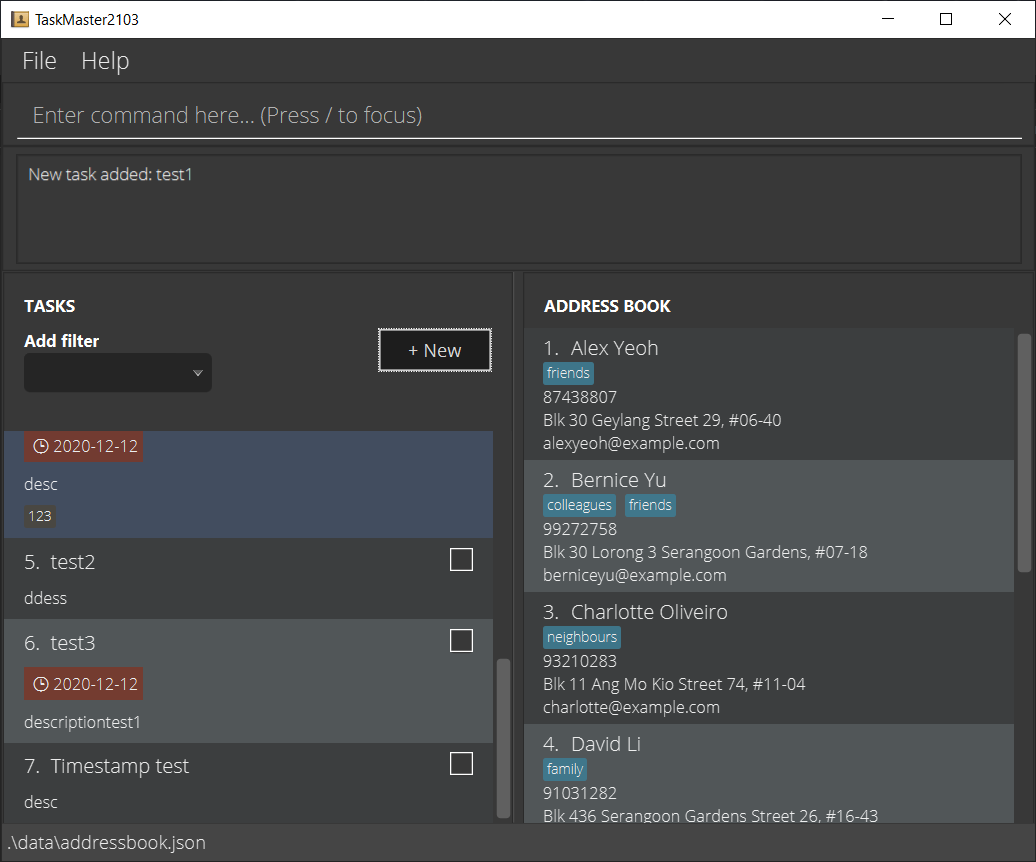 TaskMaster2103
File Help
Enter command here... (Press / to focus)
New task added: test1
TASKS
Add filter
+ New
2020-12-12
desc
123
5. test2
ddess
6. test3
2020-12-12
descriptiontest1
7. Timestamp test
desc
ADDRESS BOOK
1. Alex Yeoh
friends
87438807
Blk 30 Geylang Street 29, #06-40
alexyeoh@example.com
2. Bernice Yu
colleagues friends
99272758
Blk 30 Lorong 3 Serangoon Gardens, #07-18
berniceyu@example.com
3. Charlotte Oliveiro
neighbours
93210283
Blk 11 Ang Mo Kio Street 74, #11-04
charlotte@example.com
4. David Li
family
91031282
Blk 436 Serangoon Gardens Street 26, #16-43
.\data\addressbook.json